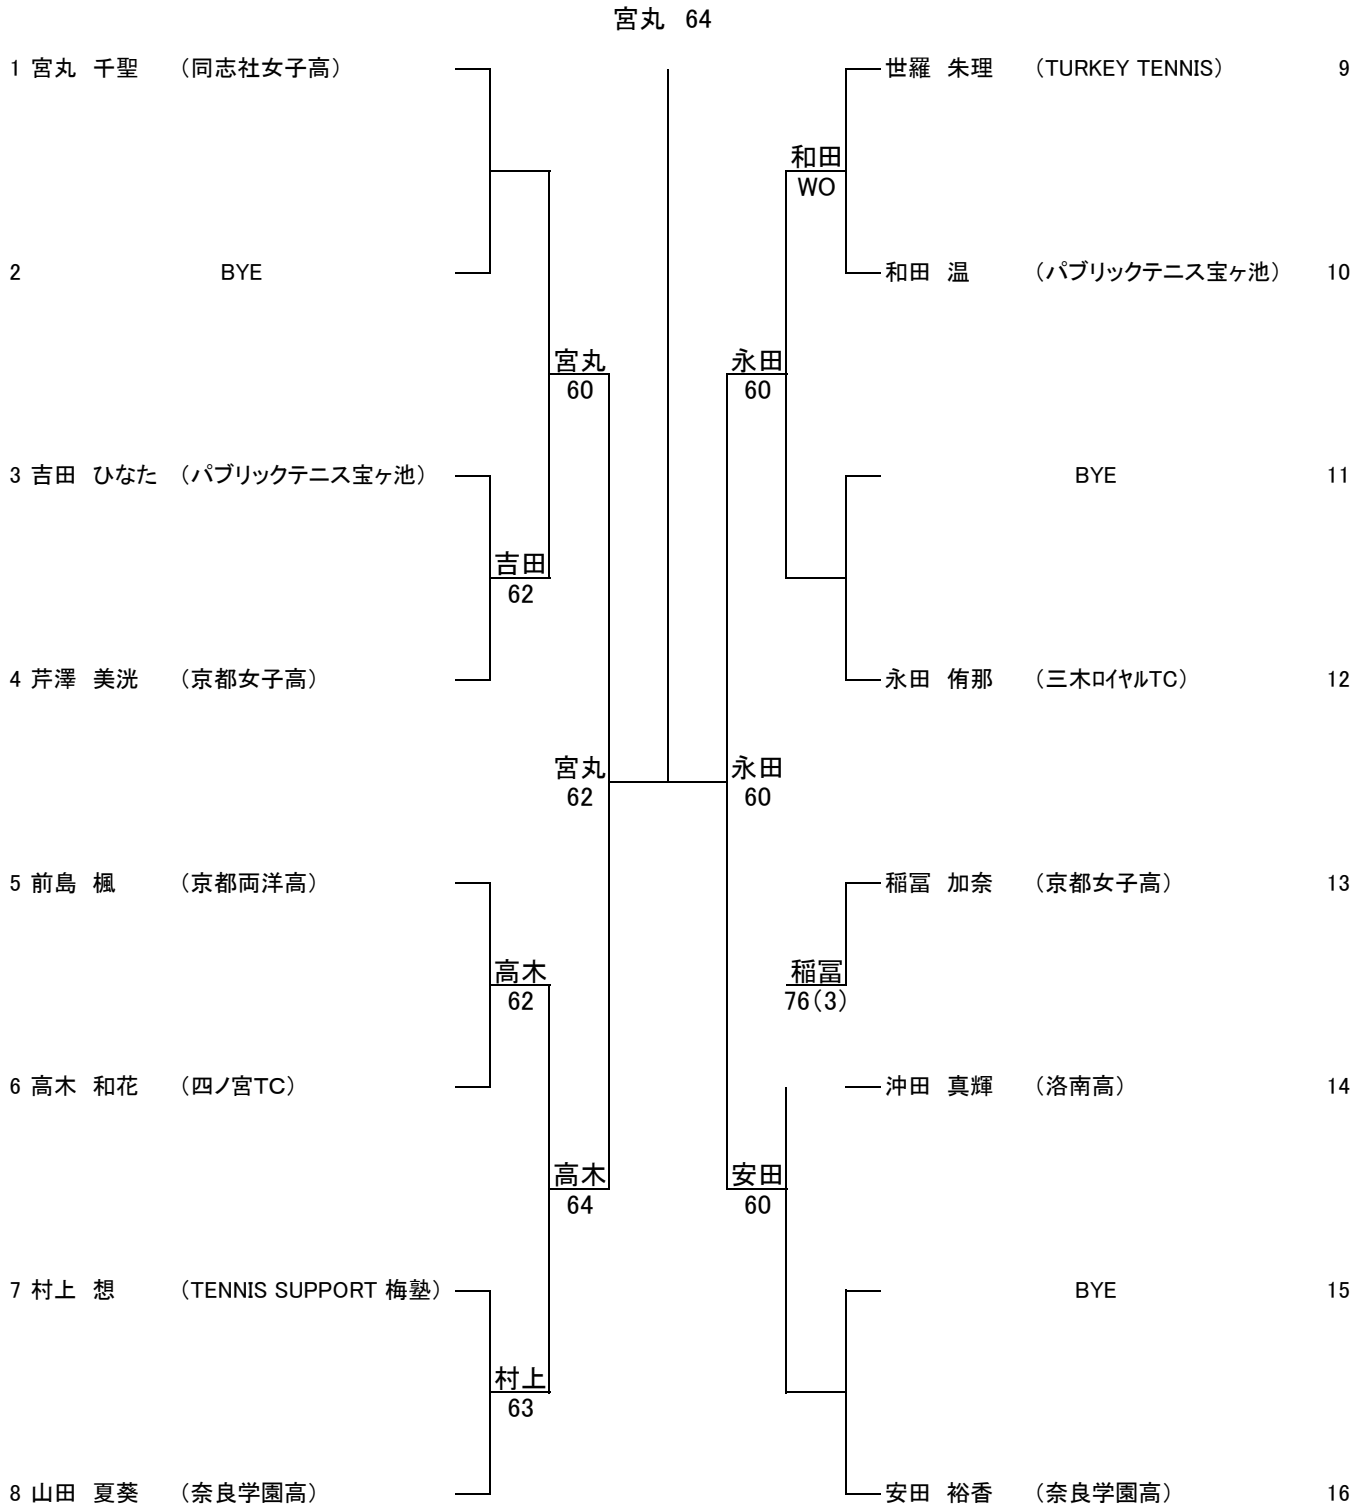 宮丸 64
1 宮丸 千聖 （同志社女子高） 世羅 朱理 （TURKEY TENNIS） 9
和田
WO
2 BYE 和田 温 （パブリックテニス宝ヶ池） 10
宮丸 永田
60 60
3 吉田 ひなた （パブリックテニス宝ヶ池） BYE 11
吉田
62
4 芹澤 美洸 （京都女子高） 永田 侑那 （三木ﾛｲﾔﾙTC） 12
宮丸 永田
62 60
5 前島 楓 （京都両洋高） 稲冨 加奈 （京都女子高） 13
高木 稲冨
62 76（3）
6 高木 和花 （四ノ宮TC） 沖田 真輝 （洛南高） 14
高木 安田
64 60
7 村上 想 （TENNIS SUPPORT 梅塾） BYE 15
村上
63
8 山田 夏葵 （奈良学園高） 安田 裕香 （奈良学園高） 16